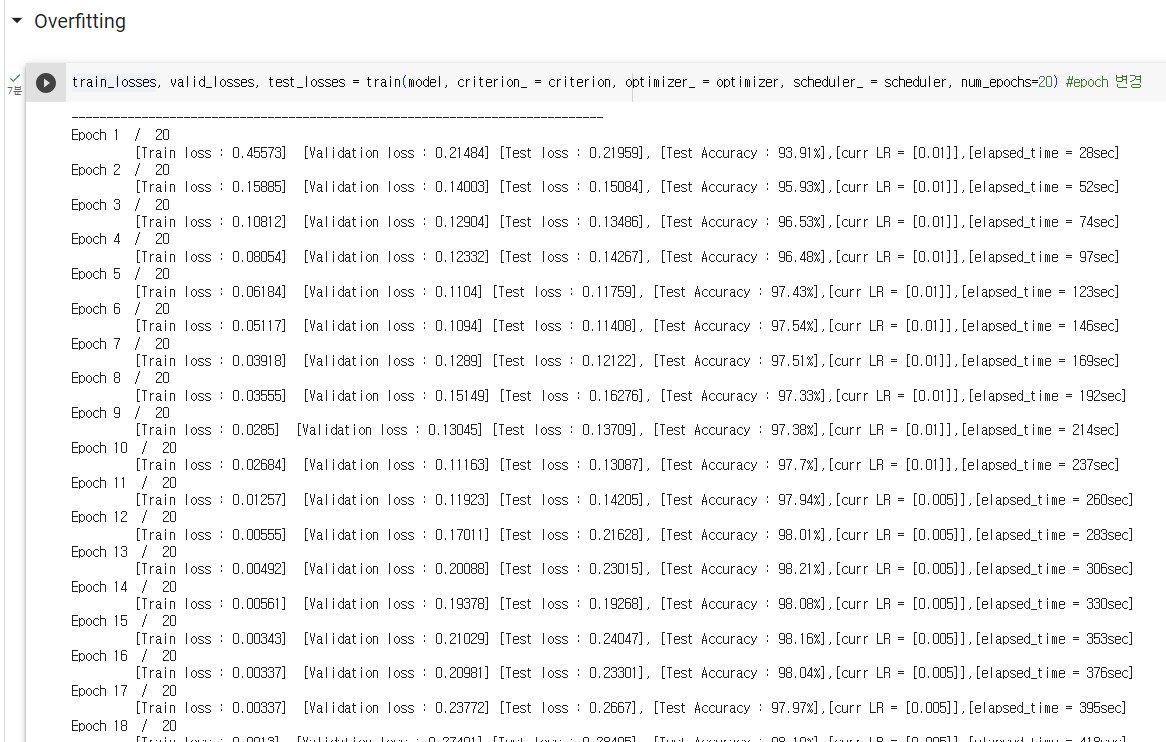 Overfitting
7분
train_losses, valid_losses, test_losses = train(model, criterion_ = criterion, optimizer_ = optimizer, scheduler_ = scheduler, num_epochs=20) #epoch 변경
----------------------------------------------------------------------------
Epoch 1 / 20
[Train loss : 0.45573] [Validation loss : 0.21484] [Test loss : 0.21959], [Test Accuracy : 93.91%],[curr LR = [0.01]],[elapsed_time = 28sec]
Epoch 2 / 20
[Train loss : 0.15885] [Validation loss : 0.14003] [Test loss : 0.15084], [Test Accuracy : 95.93%],[curr LR = [0.01]],[elapsed_time = 52sec]
Epoch 3 / 20
[Train loss : 0.10812] [Validation loss : 0.12904] [Test loss : 0.13486], [Test Accuracy : 96.53%],[curr LR = [0.01]],[elapsed_time = 74sec]
Epoch 4 / 20
[Train loss : 0.08054] [Validation loss : 0.12332] [Test loss : 0.14267], [Test Accuracy : 96.48%],[curr LR = [0.01]],[elapsed_time = 97sec]
Epoch 5 / 20
[Train loss : 0.06184] [Validation loss : 0.1104] [Test loss : 0.11759], [Test Accuracy : 97.43%],[curr LR = [0.01]],[elapsed_time = 123sec]
Epoch 6 / 20
[Train loss : 0.05117] [Validation loss : 0.1094] [Test loss : 0.11408], [Test Accuracy : 97.54%],[curr LR = [0.01]],[elapsed_time = 146sec]
Epoch 7 / 20
[Train loss : 0.03918] [Validation loss : 0.1289] [Test loss : 0.12122], [Test Accuracy : 97.51%],[curr LR = [0.01]],[elapsed_time = 169sec]
Epoch 8 / 20
[Train loss : 0.03555] [Validation loss : 0.15149] [Test loss : 0.16276], [Test Accuracy : 97.33%],[curr LR = [0.01]],[elapsed_time = 192sec]
Epoch 9 / 20
[Train loss : 0.0285] [Validation loss : 0.13045] [Test loss : 0.13709], [Test Accuracy : 97.38%],[curr LR = [0.01]],[elapsed_time = 214sec]
Epoch 10 / 20
[Train loss : 0.02684] [Validation loss : 0.11163] [Test loss : 0.13087], [Test Accuracy : 97.7%],[curr LR = [0.01]],[elapsed_time = 237sec]
Epoch 11 / 20
[Train loss : 0.01257] [Validation loss : 0.11923] [Test loss : 0.14205], [Test Accuracy : 97.94%],[curr LR = [0.005]],[elapsed_time = 260sec]
Epoch 12 / 20
[Train loss : 0.00555] [Validation loss : 0.17011] [Test loss : 0.21628], [Test Accuracy : 98.01%],[curr LR = [0.005]],[elapsed_time = 283sec]
Epoch 13 / 20
[Train loss : 0.00492] [Validation loss : 0.20088] [Test loss : 0.23015], [Test Accuracy : 98.21%],[curr LR = [0.005]],[elapsed_time = 306sec]
Epoch 14 / 20
[Train loss : 0.00561] [Validation loss : 0.19378] [Test loss : 0.19268], [Test Accuracy : 98.08%],[curr LR = [0.005]],[elapsed_time = 330sec]
Epoch 15 / 20
[Train loss : 0.00343] [Validation loss : 0.21029] [Test loss : 0.24047], [Test Accuracy : 98.16%],[curr LR = [0.005]],[elapsed_time = 353sec]
Epoch 16 / 20
[Train loss : 0.00337] [Validation loss : 0.20981] [Test loss : 0.23301], [Test Accuracy : 98.04%],[curr LR = [0.005]],[elapsed_time = 376sec]
Epoch 17 / 20
[Train loss : 0.00337] [Validation loss : 0.23772] [Test loss : 0.2667], [Test Accuracy : 97.97%],[curr LR = [0.005]],[elapsed_time = 395sec]
Epoch 18 / 20